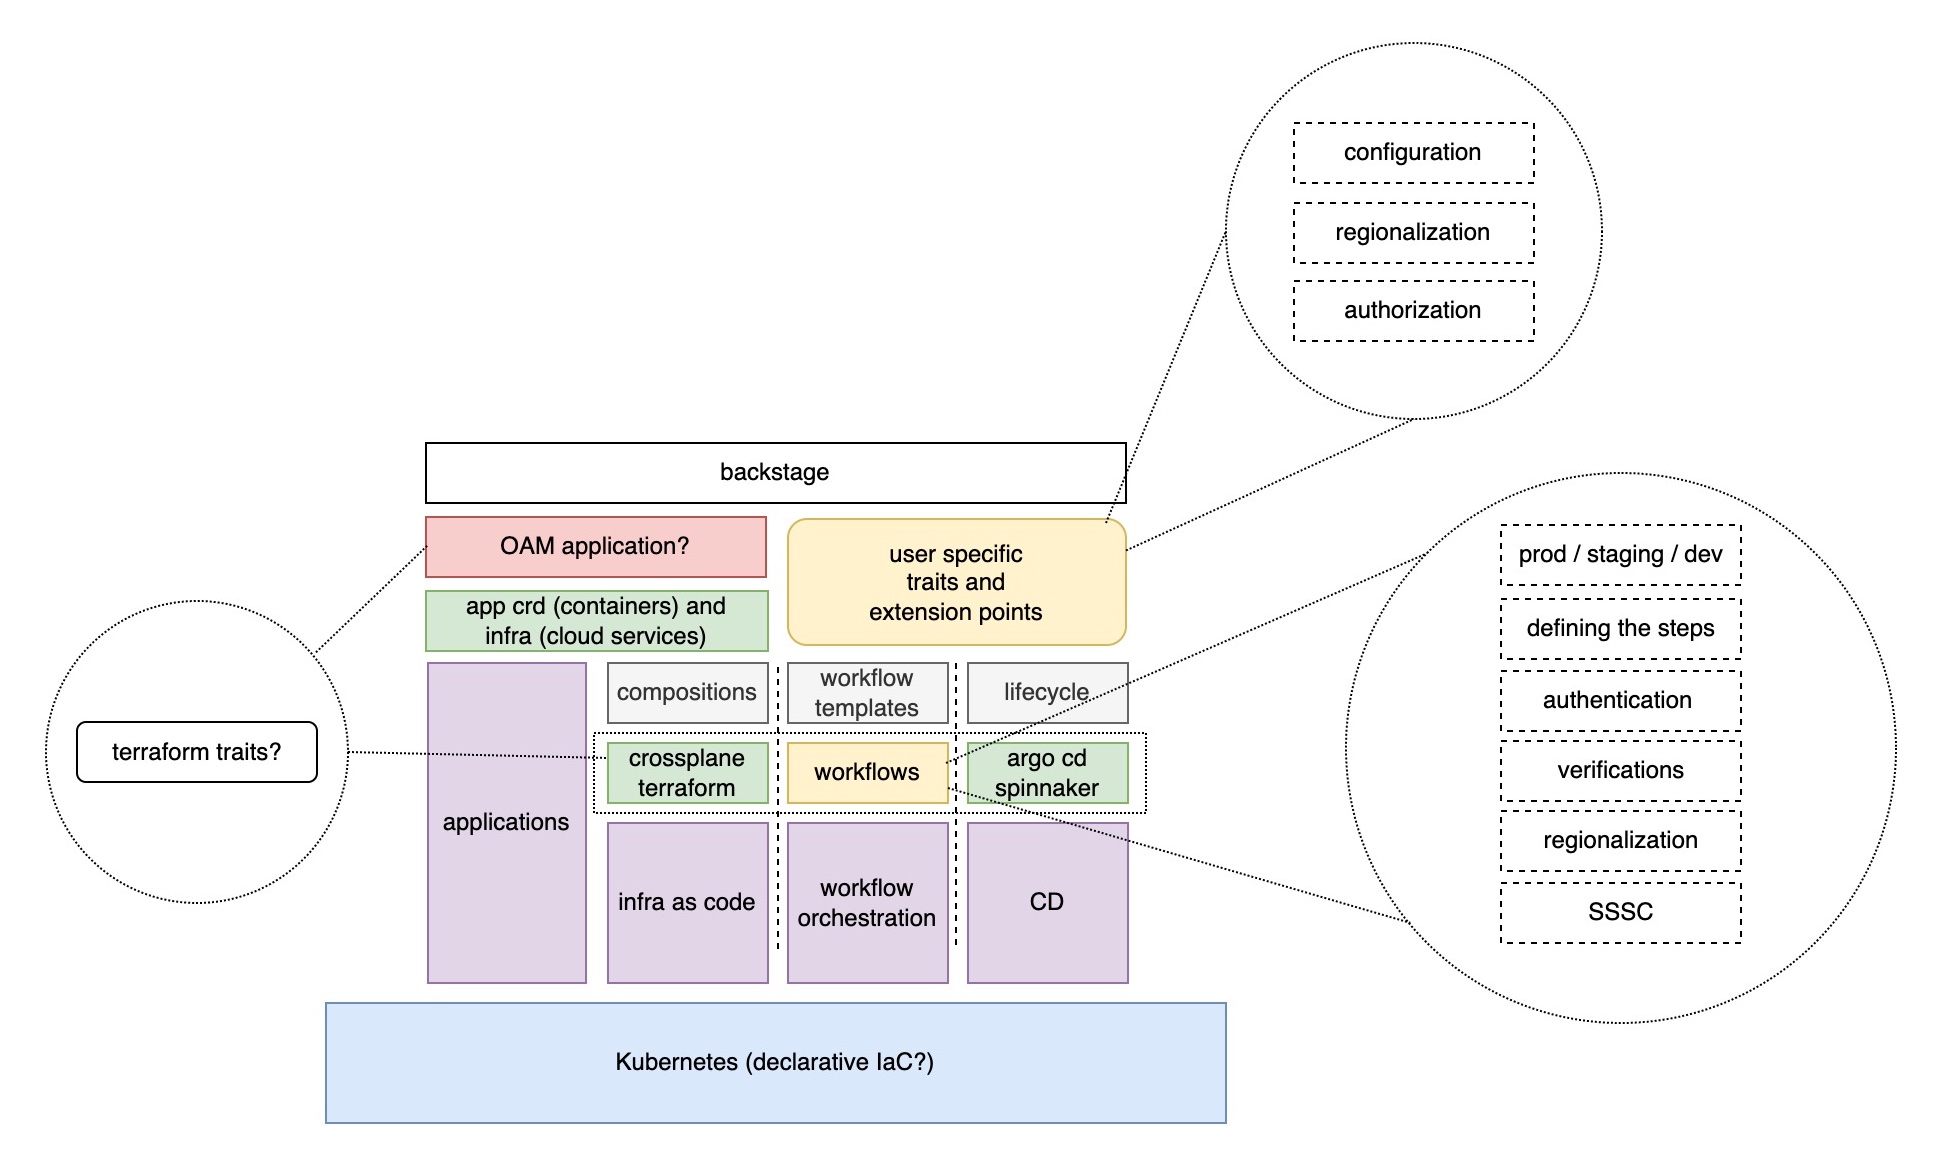 configuration
regionalization
authorization
backstage
OAM application?
user specific
traits and
extension points
app crd (containers) and
infra (cloud services)
terraform traits?
applications
compositions
workflow
templates
lifecycle
crossplane
terraform
workflows
argo cd
spinnaker
infra as code
workflow
orchestration
CD
prod / staging / dev
defining the steps
authentication
verifications
regionalization
SSSC
Kubernetes (declarative IaC?)